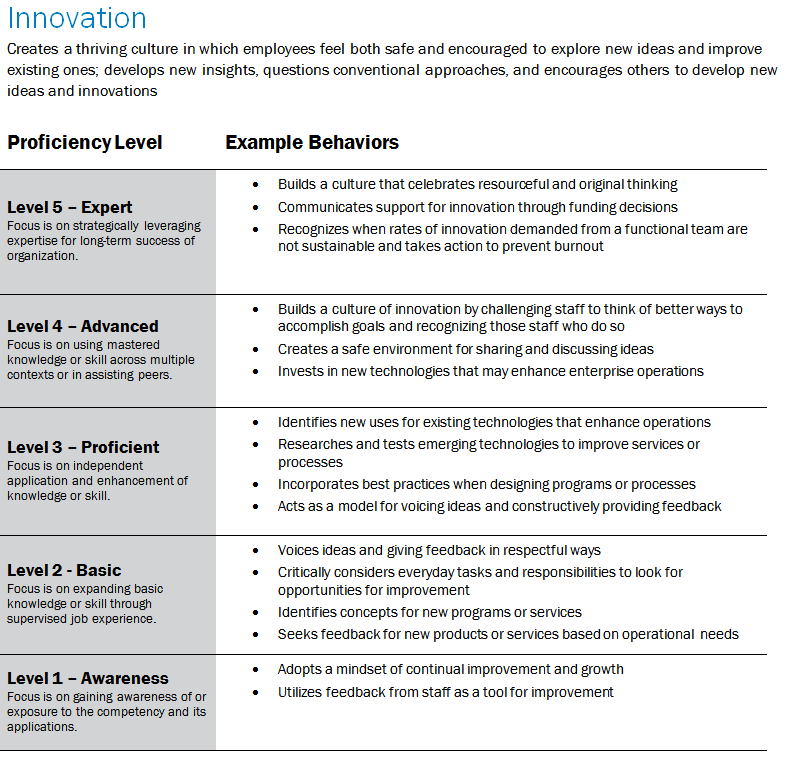 Innovation
Creates a thriving culture in which employees feel both safe and encouraged to explore new ideas and improve
existing ones; develops new insights, questions conventional approaches, and encourages others to develop new
ideas and innovations
Proficiency Level
Example Behaviors
Level 5 – Expert
Focus is on strategically leveraging
expertise for long-term success of
organization.
• Builds a culture that celebrates resourceful and original thinking
• Communicates support for innovation through funding decisions
• Recognizes when rates of innovation demanded from a functional team are
not sustainable and takes action to prevent burnout
Level 4 – Advanced
Focus is on using mastered
knowledge or skill across multiple
contexts or in assisting peers.
• Builds a culture of innovation by challenging staff to think of better ways to
accomplish goals and recognizing those staff who do so
• Creates a safe environment for sharing and discussing ideas
• Invests in new technologies that may enhance enterprise operations
Level 3 – Proficient
Focus is on independent
application and enhancement of
knowledge or skill.
• Identifies new uses for existing technologies that enhance operations
• Researches and tests emerging technologies to improve services or
processes
• Incorporates best practices when designing programs or processes
• Acts as a model for voicing ideas and constructively providing feedback
Level 2 - Basic
Focus is on expanding basic
knowledge or skill through
supervised job experience.
• Voices ideas and giving feedback in respectful ways
• Critically considers everyday tasks and responsibilities to look for
opportunities for improvement
• Identifies concepts for new programs or services
• Seeks feedback for new products or services based on operational needs
Level 1 – Awareness
Focus is on gaining awareness of or
exposure to the competency and its
applications.
• Adopts a mindset of continual improvement and growth
• Utilizes feedback from staff as a tool for improvement